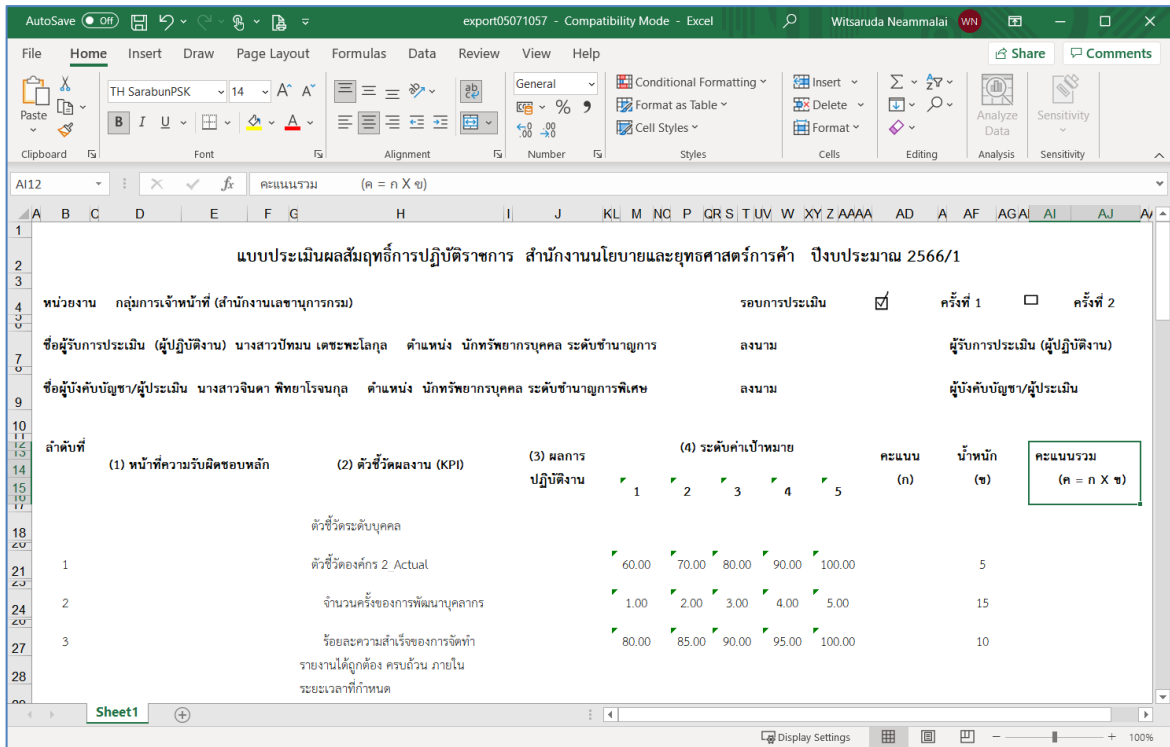 AutoSave Off export05071057 - Compatibility Mode - Excel Witsaruda Neammalai WN
File Home Insert Draw Page Layout Formulas Data Review View Help Share Comments
Paste TH SarabunPSK 14 General Conditional Formatting Insert
B I U Format as Table Delete Analyze Data Sensitivity
Cell Styles Format
Clipboard Font Alignment Number Styles Cells Editing Analysis Sensitivity
AI12 fx คะแนนรวม (ค = ก X ข)
A B C D E F G H I J KL M NO P QR S T UV W XY Z AAAA AD A AF AGAI AI AJ
1
2 แบบประเมินผลสัมฤทธิ์การปฏิบัติราชการ สำนักงานนโยบายและยุทธศาสตร์การค้า ปีงบประมาณ 2566/1
3
4 หน่วยงาน กลุ่มการเจ้าหน้าที่ (สำนักงานเลขานุการกรม) รอบการประเมิน ☑ ครั้งที่ 1 ☐ ครั้งที่ 2
7 ชื่อผู้รับการประเมิน (ผู้ปฏิบัติงาน) นางสาวปัทมน เตชะพะโลกุล ตำแหน่ง นักทรัพยากรบุคคล ระดับชำนาญการ ลงนาม ผู้รับการประเมิน (ผู้ปฏิบัติงาน)
9 ชื่อผู้บังคับบัญชา/ผู้ประเมิน นางสาวจินดา พิทยาโรจนกุล ตำแหน่ง นักทรัพยากรบุคคล ระดับชำนาญการพิเศษ ลงนาม ผู้บังคับบัญชา/ผู้ประเมิน
10
12 ลำดับที่ (4) ระดับค่าเป้าหมาย
13
14 (1) หน้าที่ความรับผิดชอบหลัก (2) ตัวชี้วัดผลงาน (KPI) (3) ผลการ คะแนน น้ำหนัก คะแนนรวม
15 ปฏิบัติงาน 1 2 3 4 5 (ก) (ข) (ค = ก X ข)
18 ตัวชี้วัดระดับบุคคล
21 1 ตัวชี้วัดองค์กร 2_Actual 60.00 70.00 80.00 90.00 100.00 5
24 2 จำนวนครั้งของการพัฒนาบุคลากร 1.00 2.00 3.00 4.00 5.00 15
27 3 ร้อยละความสำเร็จของการจัดทำ 80.00 85.00 90.00 95.00 100.00 10
28 รายงานได้ถูกต้อง ครบถ้วน ภายใน
ระยะเวลาที่กำหนด
Sheet1
Display Settings 100%